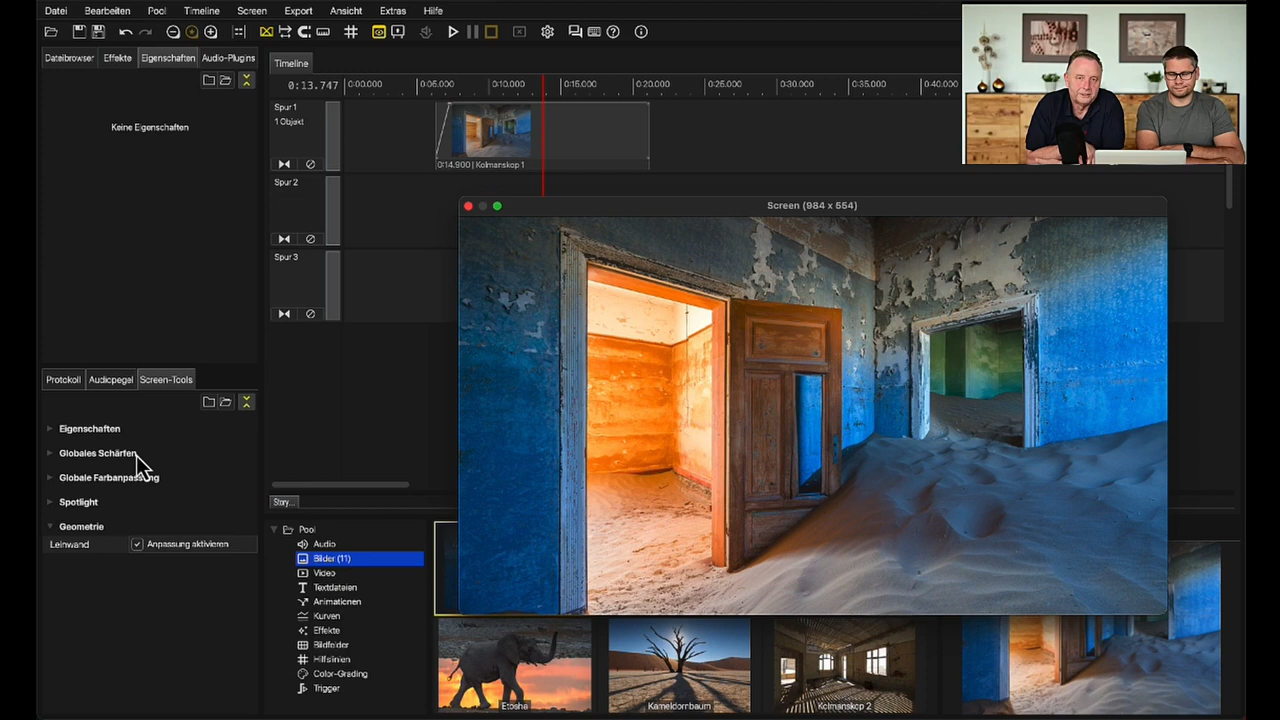 Datei Bearbeiten Pool Timeline Screen Export Ansicht Extras Hilfe
Dateibrowser Effekte Eigenschaften Audio-Plugins
Keine Eigenschaften
Timeline
0:13.747 0:00.000 0:05.000 0:10.000 0:15.000 0:20.000 0:25.000 0:30.000 0:35.000 0:40.000
Spur 1
1 Objekt
0:14.900 | Kolmanskop 1
Spur 2
Spur 3
Screen (984 x 554)
Protokoll Audiopegel Screen-Tools
Eigenschaften
Globales Schärfen
Globale Farbanpassung
Spotlight
Geometrie
Leinwand Anpassung aktivieren
Story...
Pool
Audio
Bilder (11)
Video
Textdateien
Animationen
Kurven
Effekte
Bildfelder
Hilfslinien
Color-Grading
Trigger
Etosha
Kameldornbaum
Kolmanskop 2